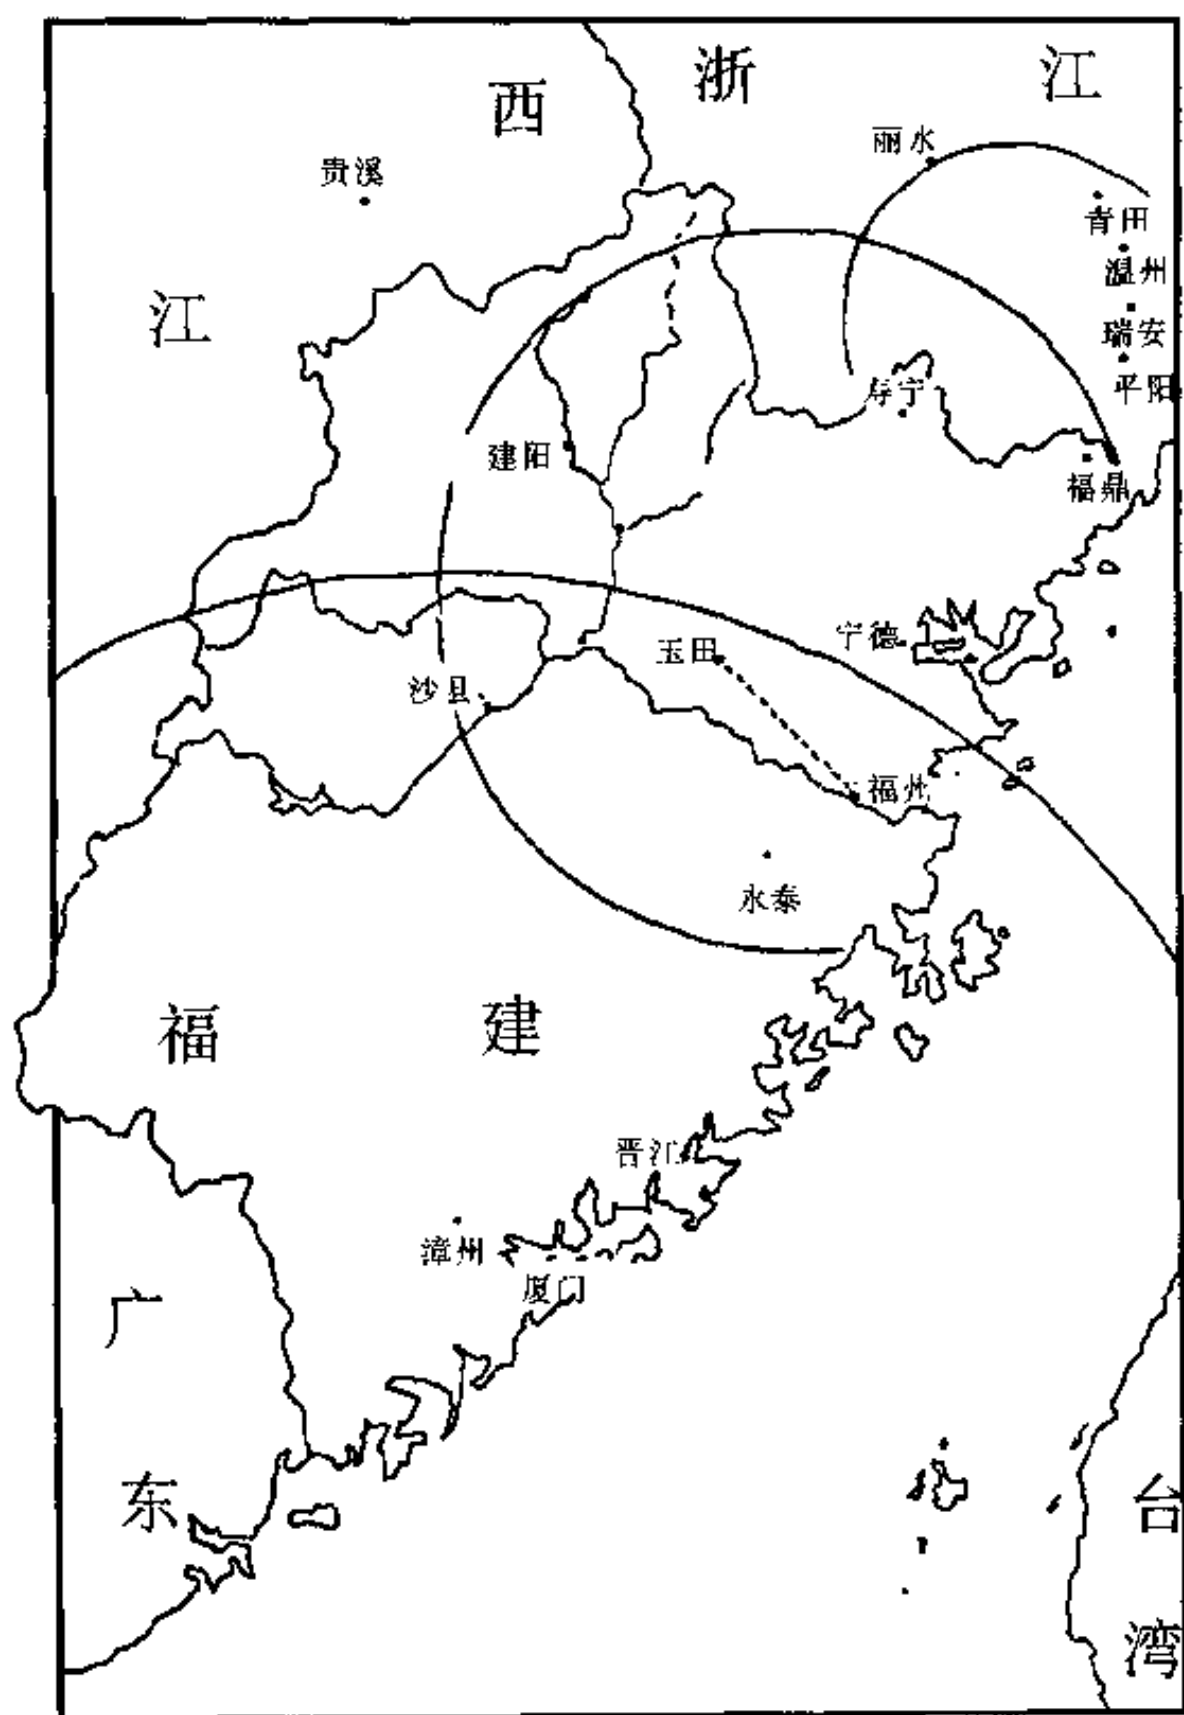 西
浙 江
丽水
贵溪
青田
温州
江
瑞安
平阳
寿宁
建阳
福鼎
宁德
玉田
沙县
福州
永泰
福 建
晋江
漳州
厦门
广
东
台
湾